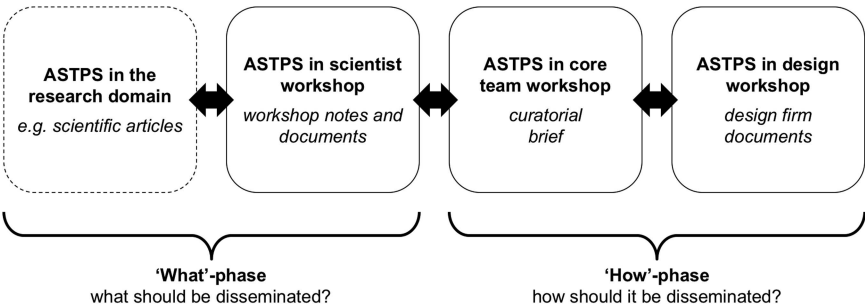 ASTPS in the
research domain
e.g. scientific articles
ASTPS in scientist
workshop
workshop notes and
documents
ASTPS in core
team workshop
curatorial
brief
ASTPS in design
workshop
design firm
documents
‘What’-phase
what should be disseminated?
‘How’-phase
how should it be disseminated?